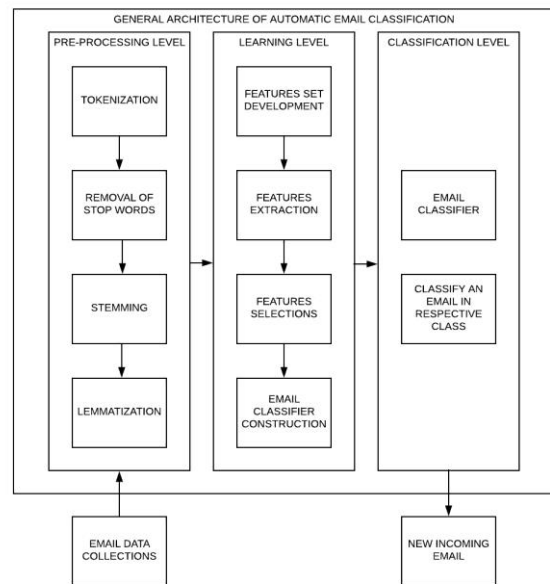 GENERAL ARCHITECTURE OF AUTOMATIC EMAIL CLASSIFICATION
PRE-PROCESSING LEVEL
TOKENIZATION
REMOVAL OF
STOP WORDS
STEMMING
LEMMATIZATION
LEARNING LEVEL
FEATURES SET
DEVELOPMENT
FEATURES
EXTRACTION
FEATURES
SELECTIONS
EMAIL
CLASSIFIER
CONSTRUCTION
CLASSIFICATION LEVEL
EMAIL
CLASSIFIER
CLASSIFY AN
EMAIL IN
RESPECTIVE
CLASS
EMAIL DATA
COLLECTIONS
NEW INCOMING
EMAIL